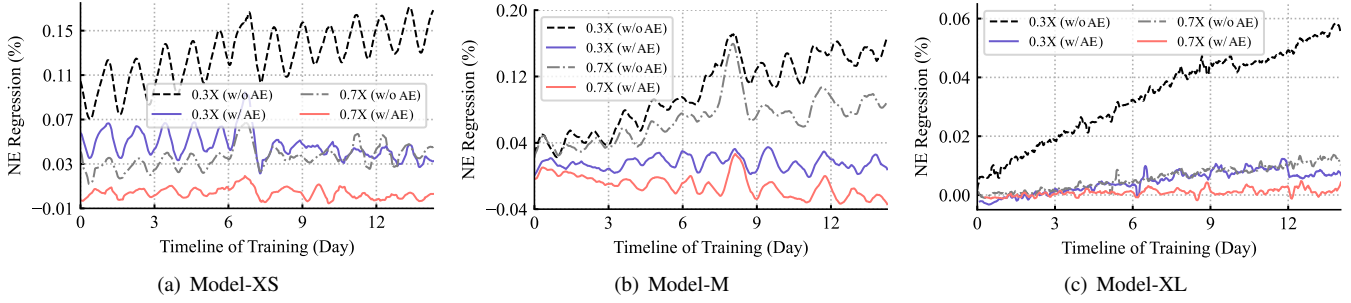 0.15
0.11
0.07
0.03
−0.01
NE Regression (%)
0.3X (w/o AE) 0.7X (w/o AE)
0.3X (w/ AE) 0.7X (w/ AE)
0 3 6 9 12
Timeline of Training (Day)
(a) Model-XS
0.20
0.12
0.04
−0.04
NE Regression (%)
0.3X (w/o AE)
0.3X (w/ AE)
0.7X (w/o AE)
0.7X (w/ AE)
0 3 6 9 12
Timeline of Training (Day)
(b) Model-M
0.06
0.04
0.02
0.00
NE Regression (%)
0.3X (w/o AE) 0.7X (w/o AE)
0.3X (w/ AE) 0.7X (w/ AE)
0 3 6 9 12
Timeline of Training (Day)
(c) Model-XL